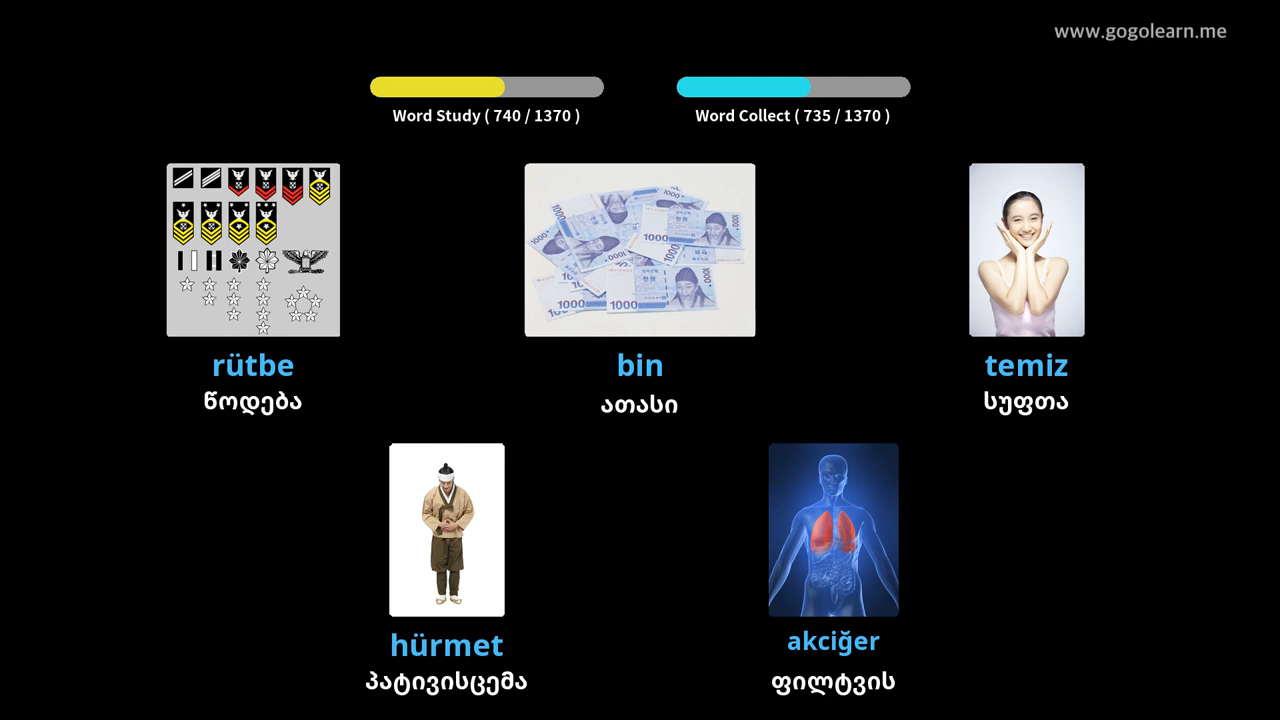 www.gogolearn.me
Word Study ( 740 / 1370 )
Word Collect ( 735 / 1370 )
rütbe
წოდება
bin
ათასი
temiz
სუფთა
hürmet
პატივისცემა
akciğer
ფილტვის